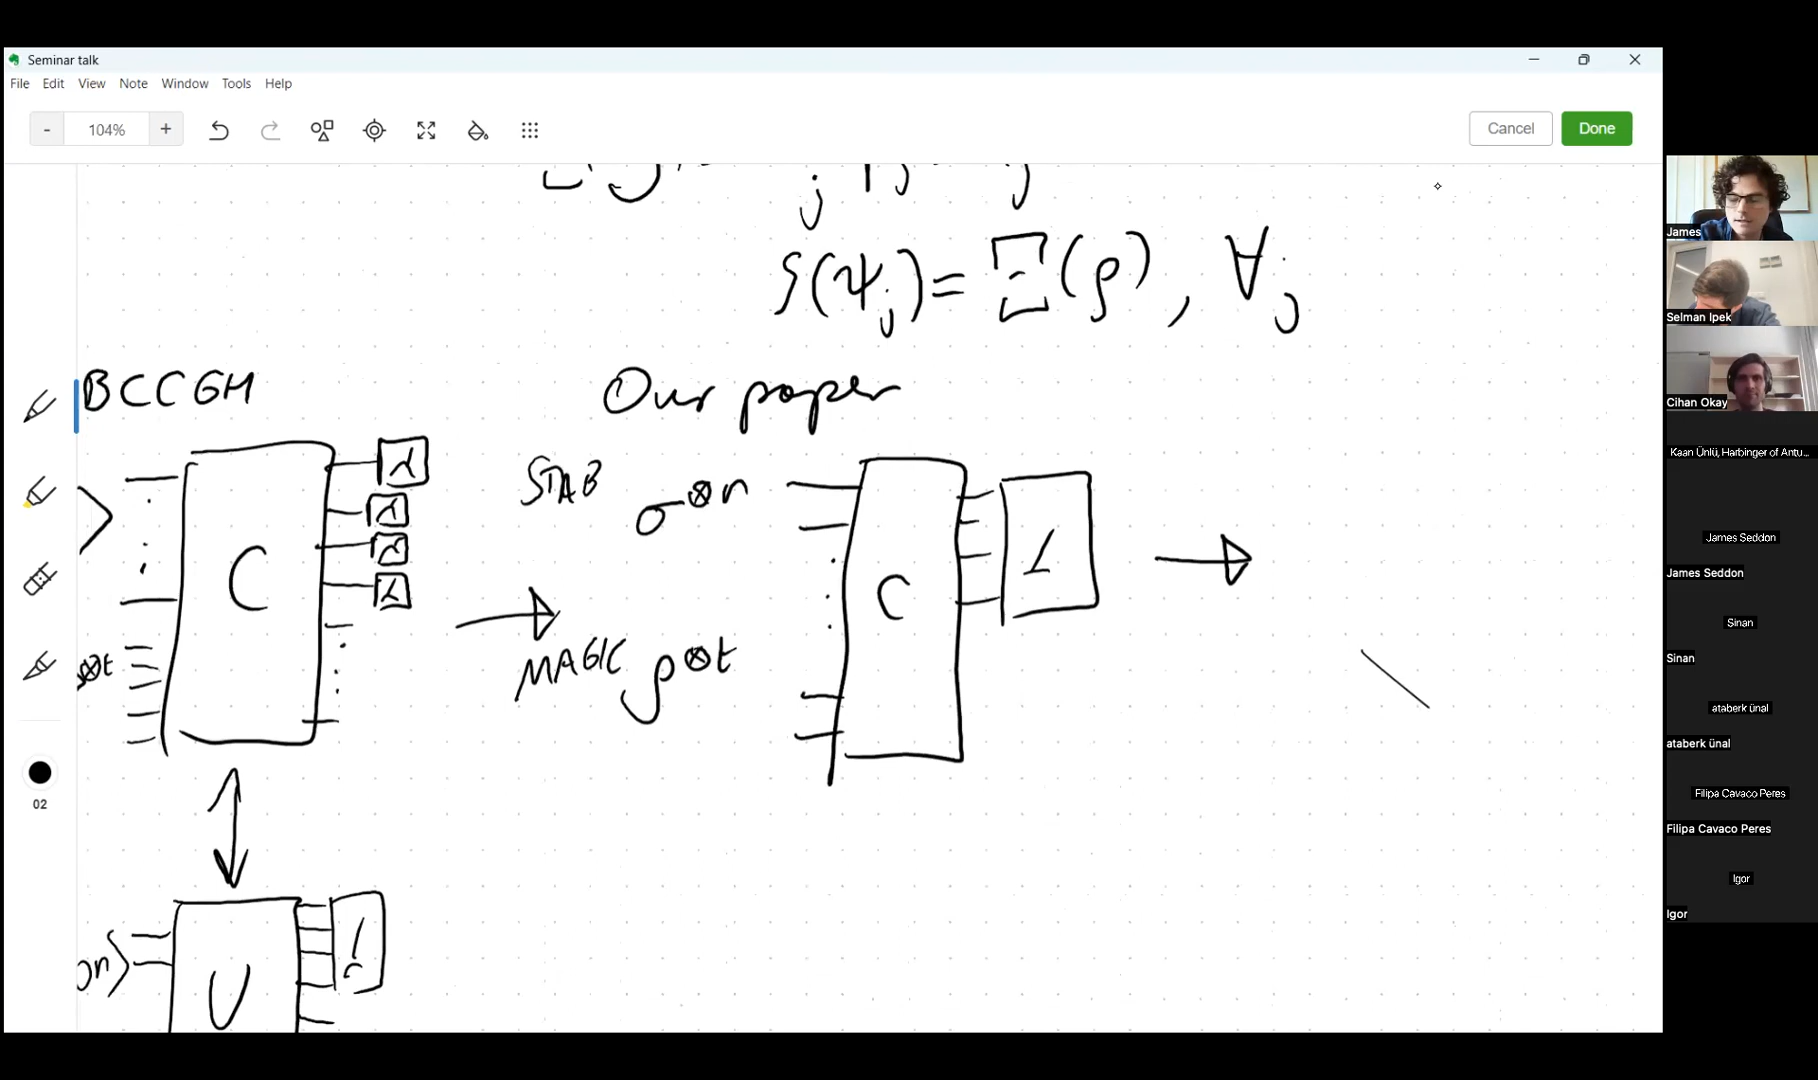 Seminar talk
File Edit View Note Window Tools Help
- 104% +
Cancel Done
j
S(Ψj) = Ξ(ρ), ∀j
BCCGH
Our paper
STAB σ⊗n
C
C
MAGIC ρ⊗t
⊗t
U
02
James
Selman Ipek
Cihan Okay
Kaan Ünlü, Harbinger of Antu...
James Seddon
James Seddon
Sinan
Sinan
ataberk ünal
ataberk ünal
Filipa Cavaco Peres
Filipa Cavaco Peres
Igor
Igor